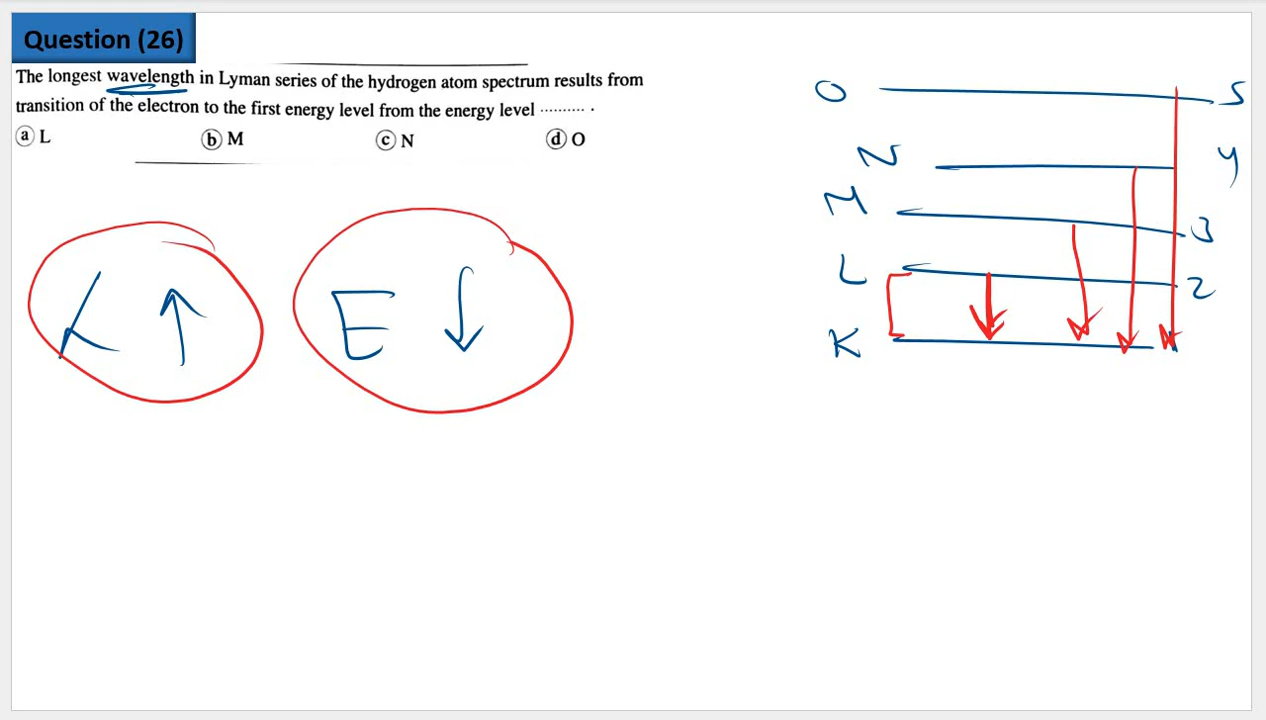 Question (26)
The longest wavelength in Lyman series of the hydrogen atom spectrum results from
transition of the electron to the first energy level from the energy level .......... .
ⓐ L ⓑ M ⓒ N ⓓ O
O 5
N 4
M 3
L 2
K
λ ↑ E ↓